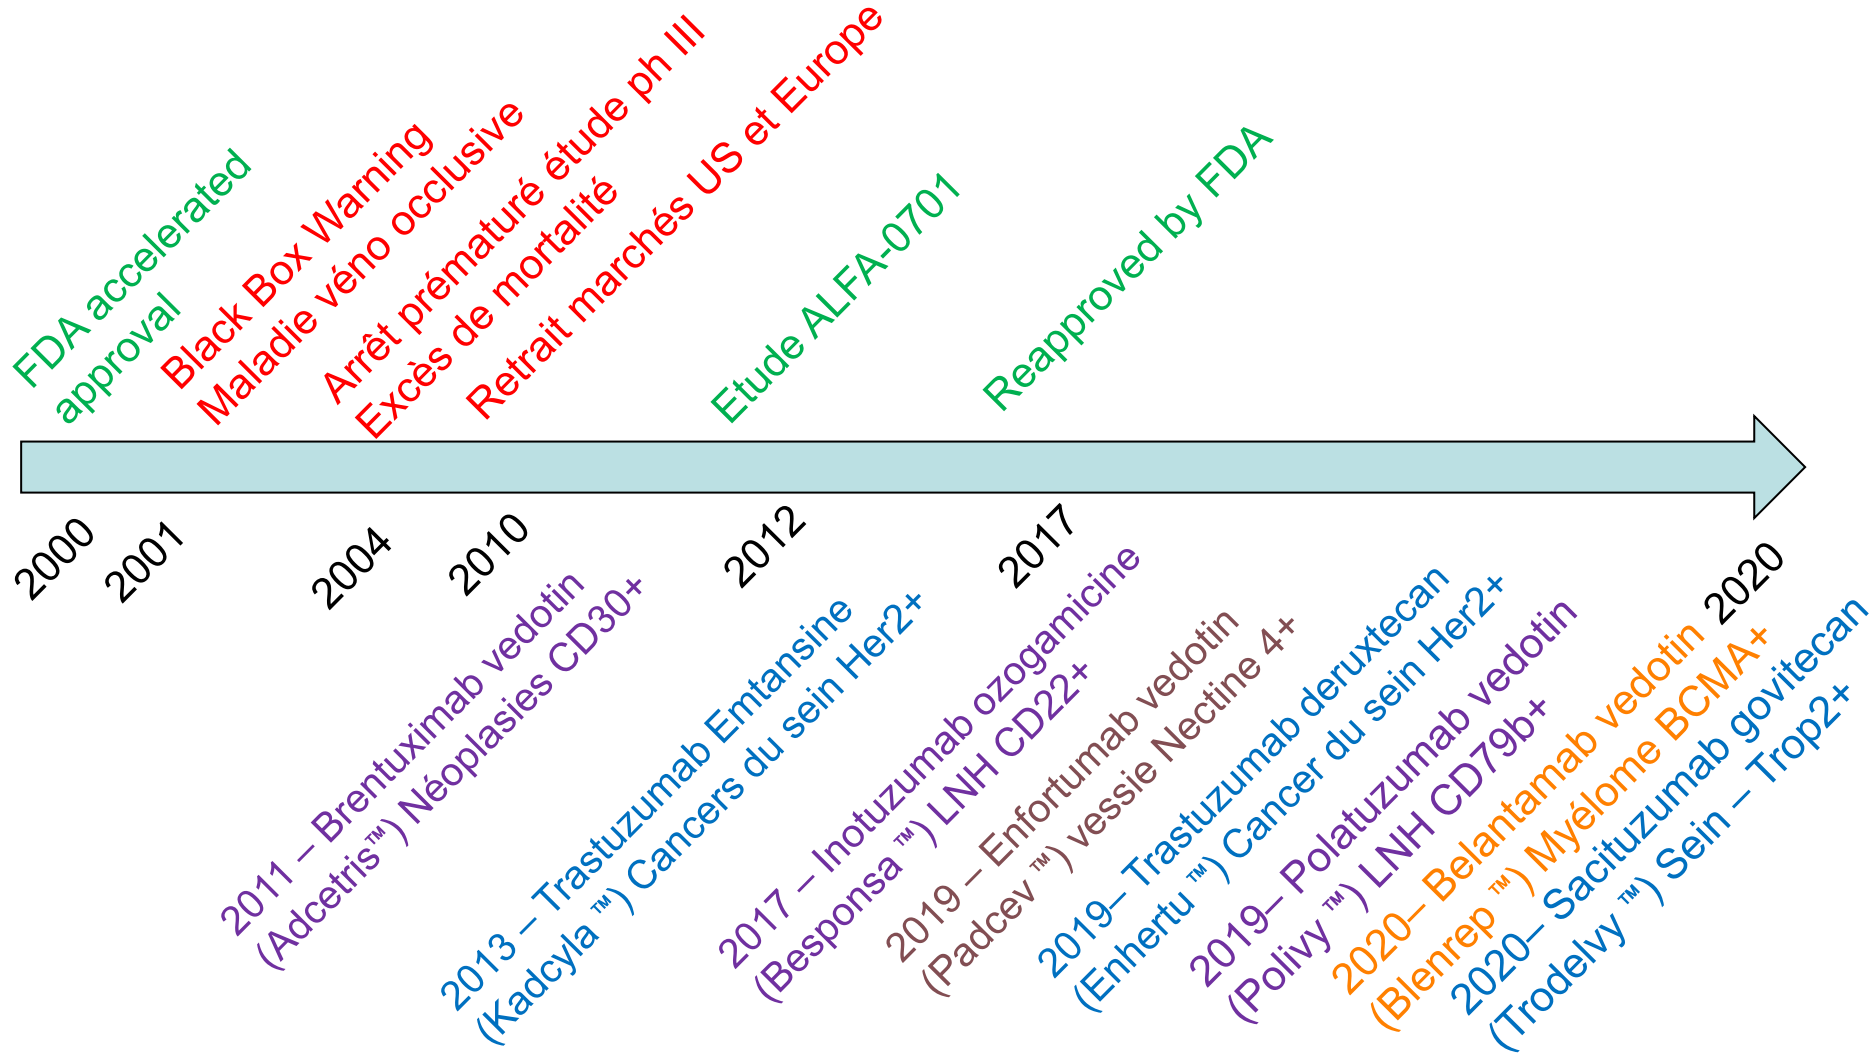 FDA accelerated
approval
Black Box Warning
Maladie véno occlusive
Arrêt prématuré étude ph III
Excès de mortalité
Retrait marchés US et Europe
Etude ALFA-0701
Reapproved by FDA
2000
2001
2004
2010
2012
2017
2020
2011 – Brentuximab vedotin
(Adcetris™) Néoplasies CD30+
2013 – Trastuzumab Emtansine
(Kadcyla ™) Cancers du sein Her2+
2017 – Inotuzumab ozogamicine
(Besponsa ™) LNH CD22+
2019 – Enfortumab vedotin
(Padcev ™) vessie Nectine 4+
2019– Trastuzumab deruxtecan
(Enhertu ™) Cancer du sein Her2+
2019– Polatuzumab vedotin
(Polivy ™) LNH CD79b+
2020– Belantamab vedotin
(Blenrep ™) Myélome BCMA+
2020– Sacituzumab govitecan
(Trodelvy ™) Sein – Trop2+